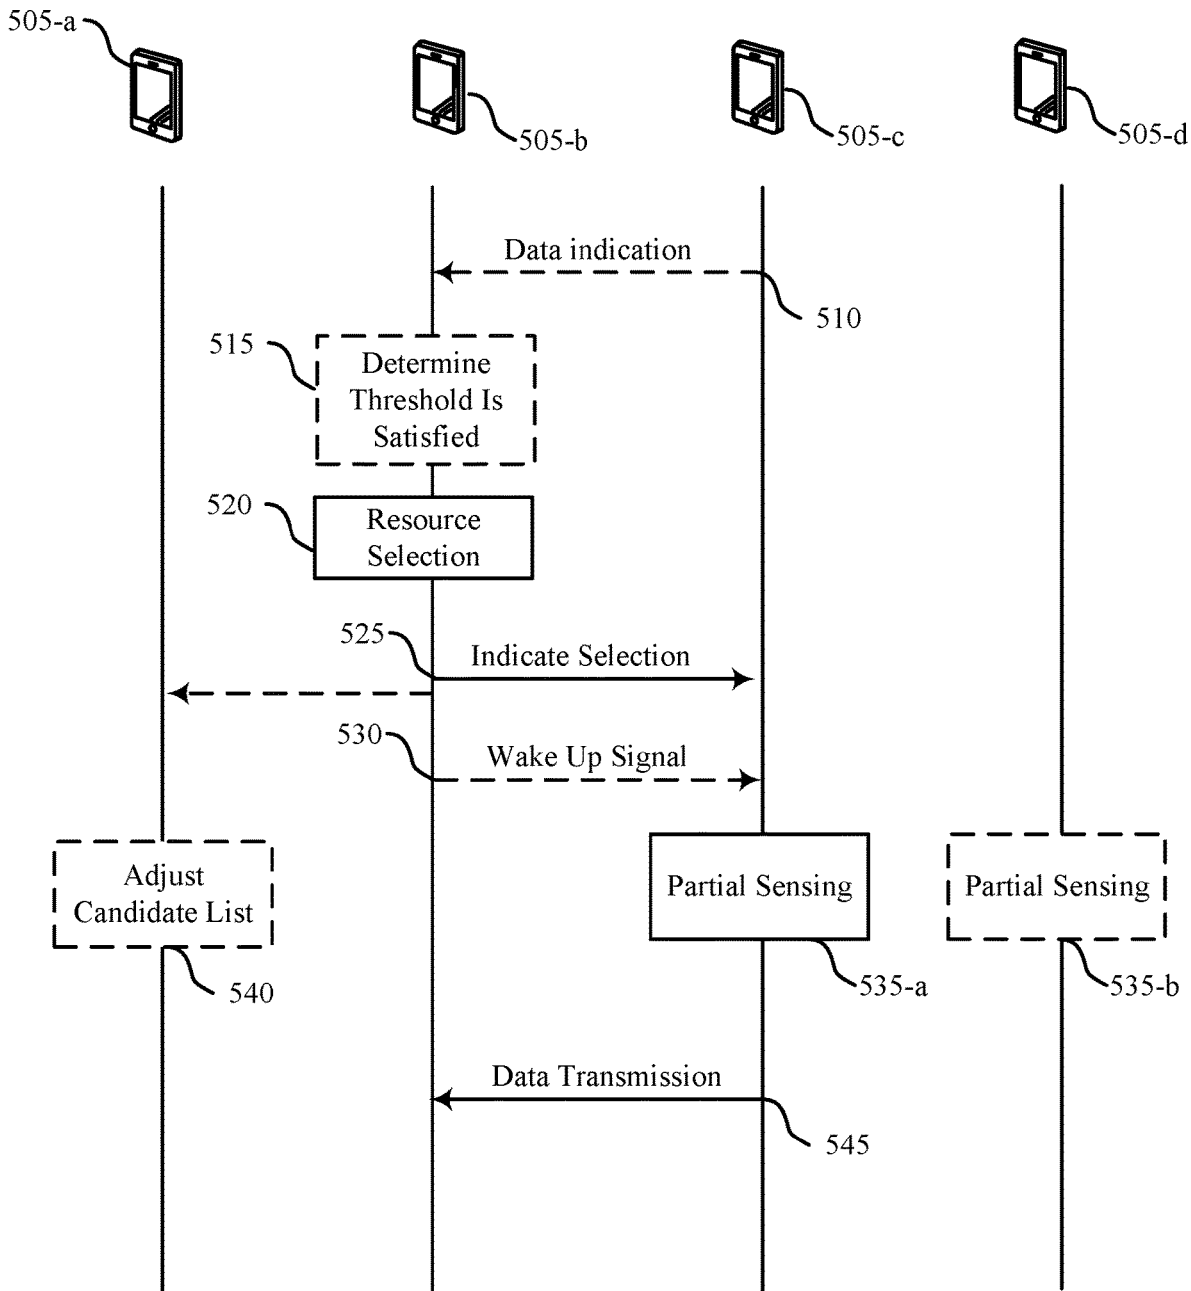 505-a
505-b
505-c
505-d
Data indication
510
515
Determine
Threshold Is
Satisfied
520
Resource
Selection
525
Indicate Selection
530
Wake Up Signal
Adjust
Candidate List
540
Partial Sensing
535-a
Partial Sensing
535-b
Data Transmission
545